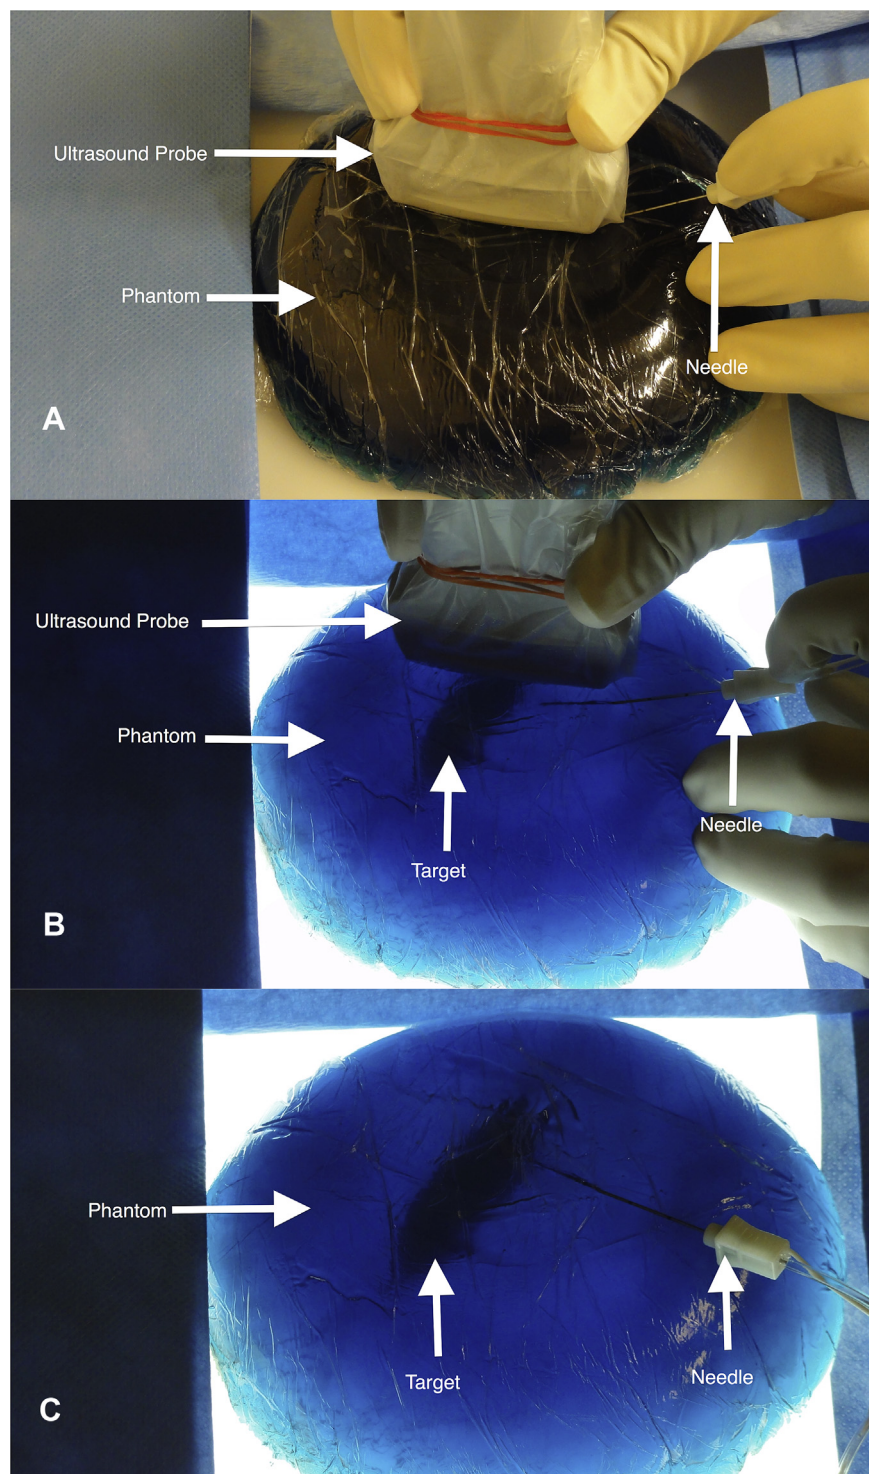 Ultrasound Probe
Phantom
Needle
A
Ultrasound Probe
Phantom
Needle
Target
B
Phantom
Target
Needle
C